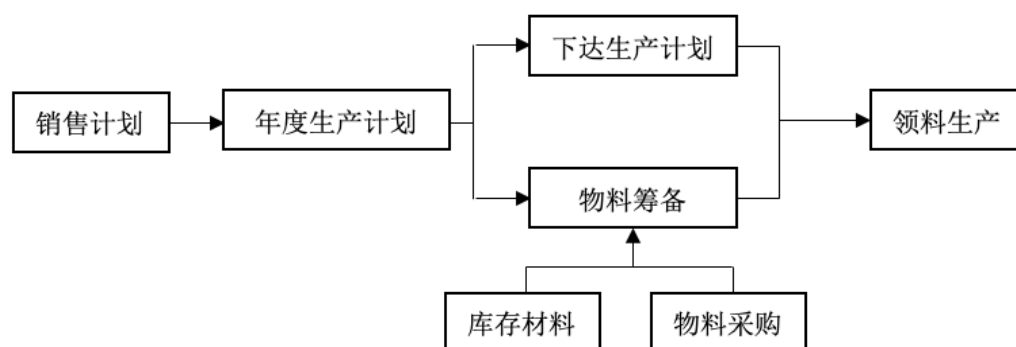 下达生产计划
销售计划
年度生产计划
领料生产
物料筹备
库存材料
物料采购